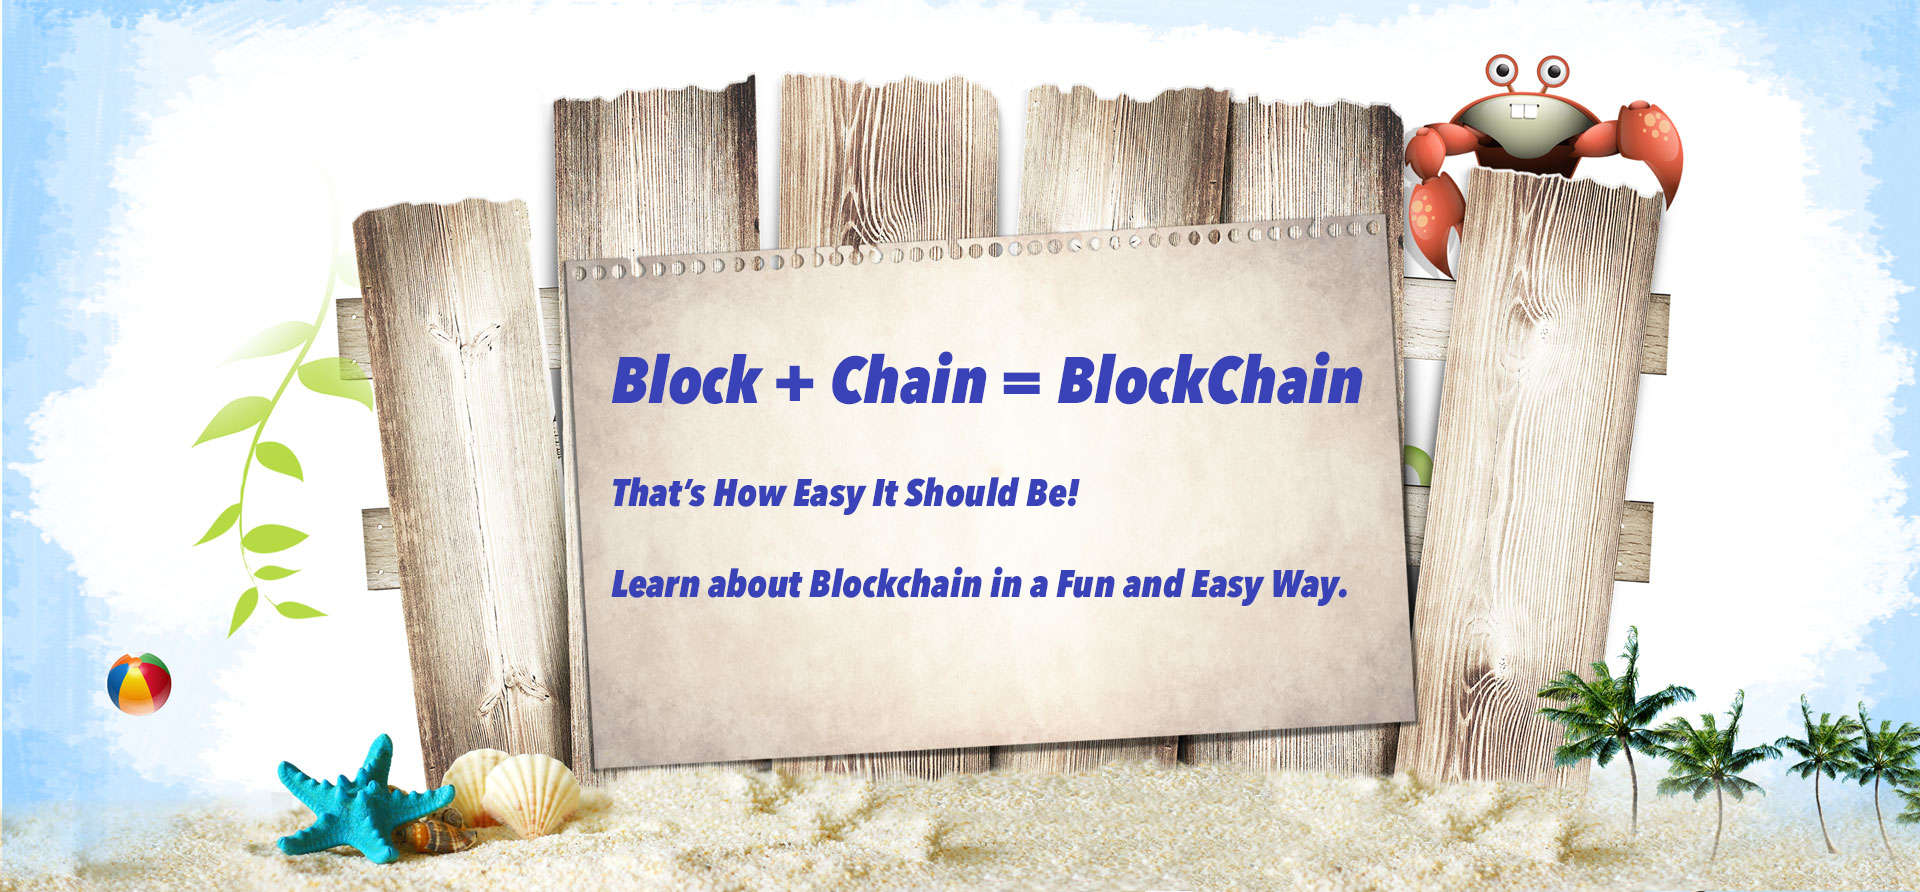 Block + Chain = BlockChain
That's How Easy It Should Be!
Learn about Blockchain in a Fun and Easy Way.